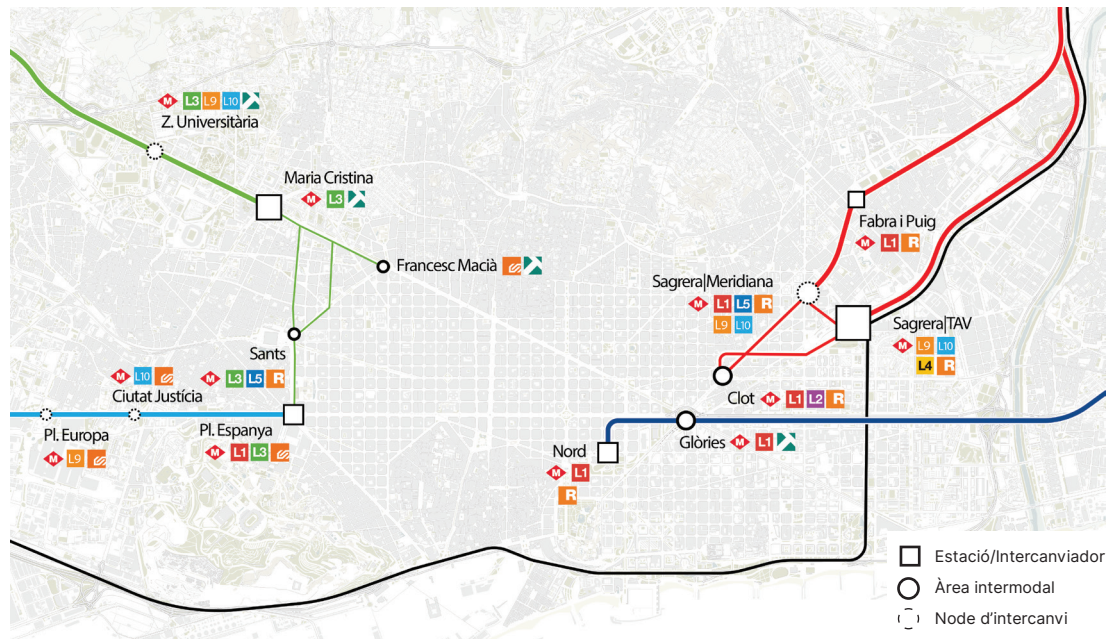 M L3 L9 L10
Z. Universitària
Maria Cristina
M L3
Francesc Macià
Fabra i Puig
M L1 R
Sagrera|Meridiana
M L1 L5 R
L9 L10
Sagrera|TAV
M L9 L10
L4 R
Sants
M L3 L5 R
M L10
Ciutat Justícia
Clot M L1 L2 R
Pl. Europa
M L9
Pl. Espanya
M L1 L3
Glòries M L1
Nord
M L1
R
Estació/Intercanviador
Àrea intermodal
Node d'intercanvi